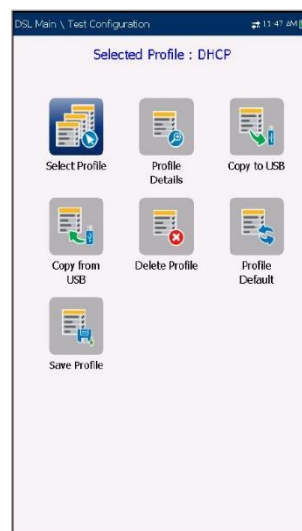 DSL Main \ Test Configuration 11:47 AM
Selected Profile : DHCP
Select Profile
Profile
Details
Copy to USB
Copy from
USB
Delete Profile
Profile
Default
Save Profile